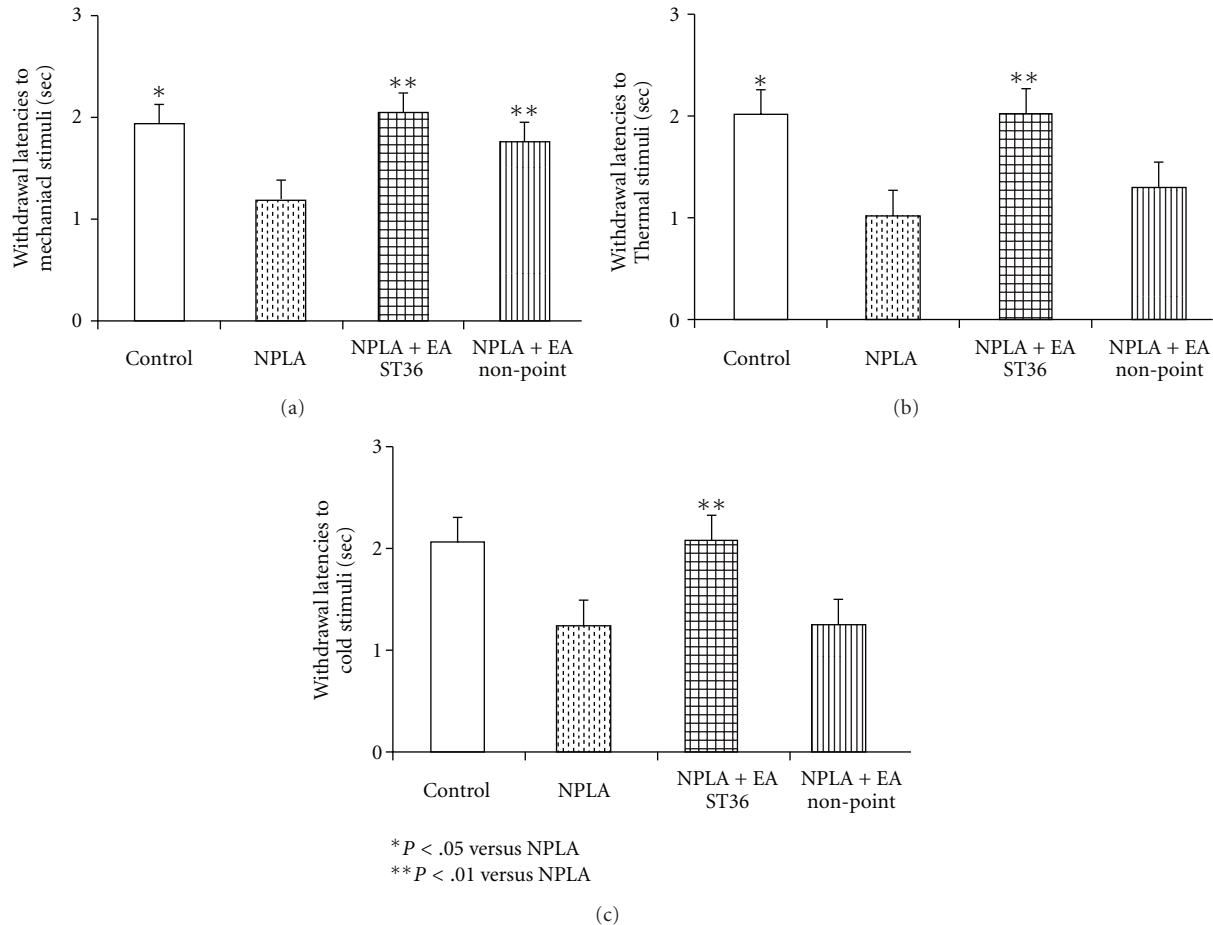 Withdrawal latencies to
mechaniacl stimuli (sec)
3
2
1
0
*
**
**
Control
NPLA
NPLA + EA
ST36
NPLA + EA
non-point
(a)
Withdrawal latencies to
Thermal stimuli (sec)
3
2
1
0
*
**
Control
NPLA
NPLA + EA
ST36
NPLA + EA
non-point
(b)
Withdrawal latencies to
cold stimuli (sec)
3
2
1
0
**
Control
NPLA
NPLA + EA
ST36
NPLA + EA
non-point
*P < .05 versus NPLA
**P < .01 versus NPLA
(c)